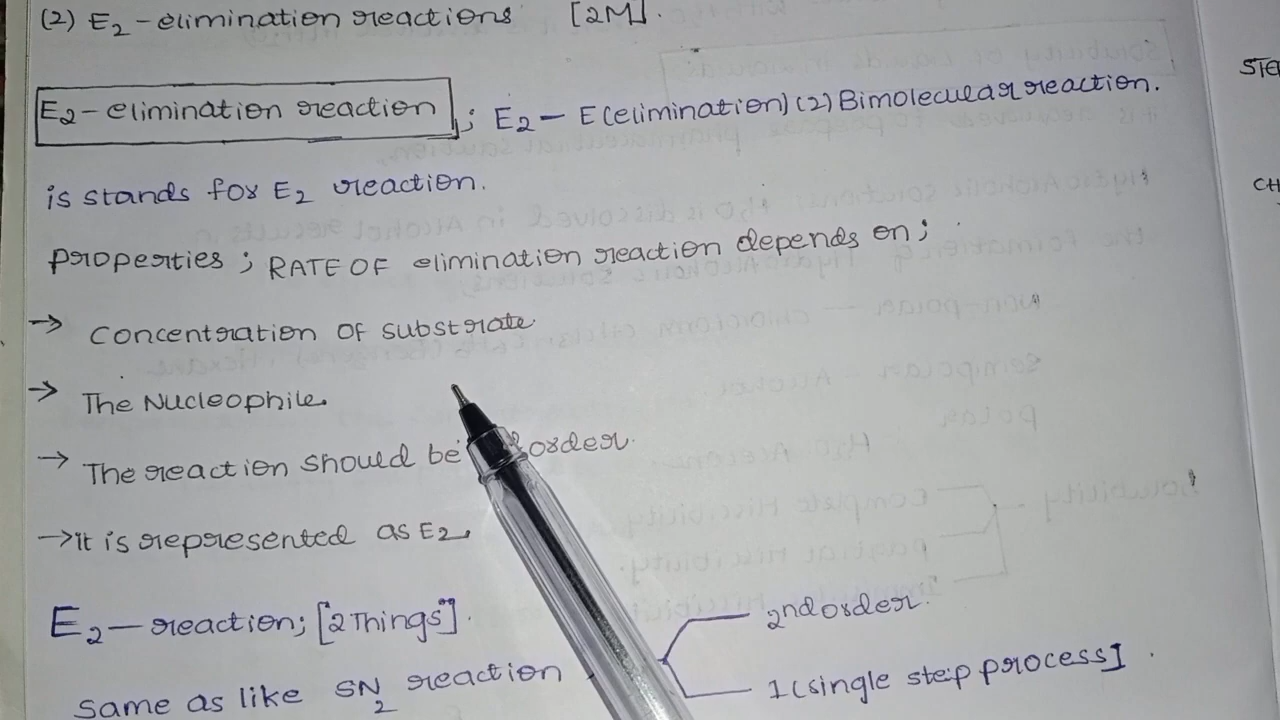 (2) E2 - elimination reactions [2M].
E2 - elimination reaction ; E2 — E(elimination) (2) Bimolecular reaction.
is stands for E2 reaction.
Properties ; RATE OF elimination reaction depends on ;
→ Concentration of substrate
→ The Nucleophile.
→ The reaction should be order.
→ It is represented as E2.
E2 — reaction; ["2 Things"].
2nd order.
Same as like SN2 reaction
1 (single step process]
STE
CH